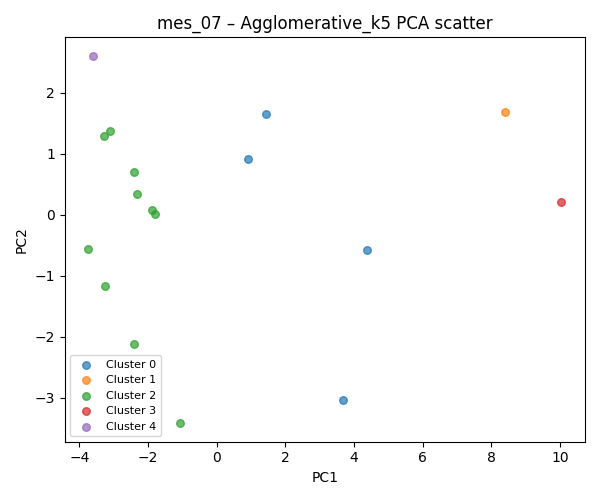 mes_07 – Agglomerative_k5 PCA scatter
PC2
2
1
0
−1
−2
−3
Cluster 0
Cluster 1
Cluster 2
Cluster 3
Cluster 4
−4 −2 0 2 4 6 8 10
PC1